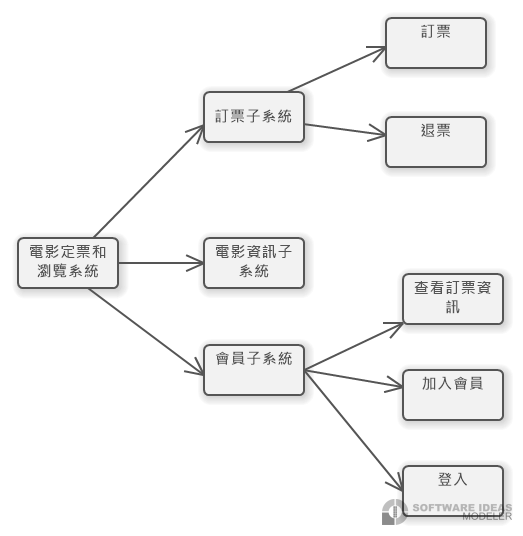 訂票
訂票子系統
退票
電影定票和
瀏覽系統
電影資訊子
系統
查看訂票資
訊
會員子系統
加入會員
登入
SOFTWARE IDEAS
MODELER